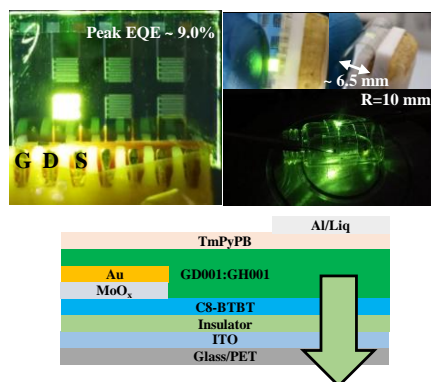 Peak EQE ~ 9.0%
G D S
~ 6.5 mm
R=10 mm
Al/Liq
TmPyPB
Au GD001:GH001
MoOₓ
C8-BTBT
Insulator
ITO
Glass/PET